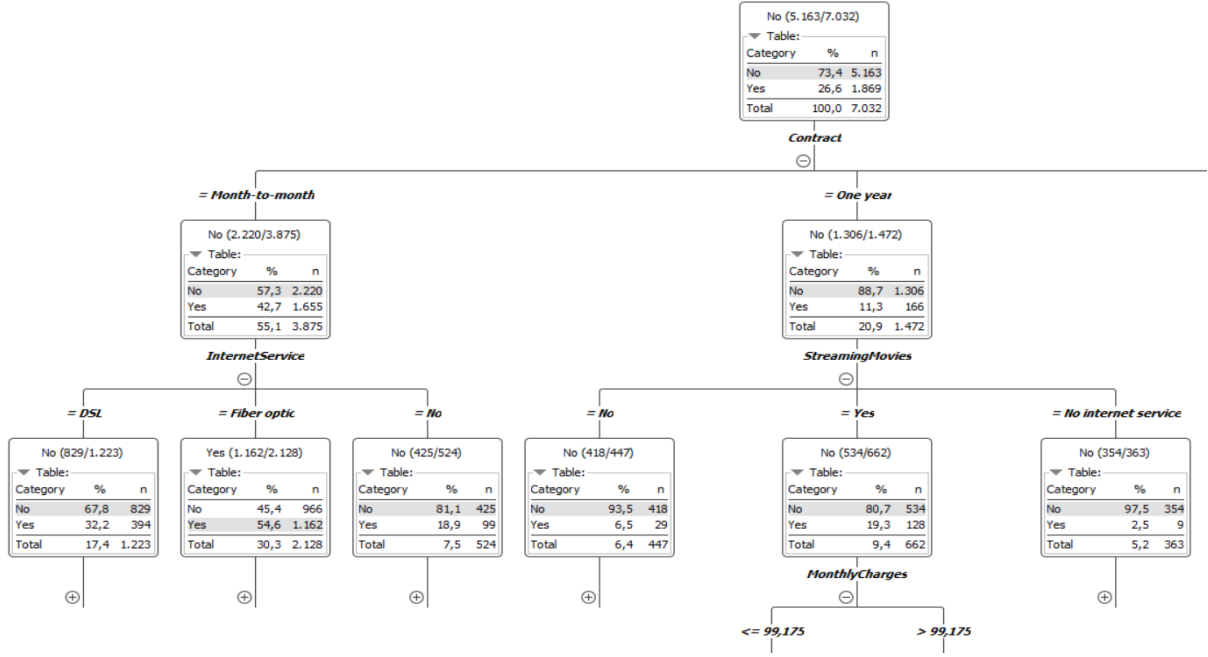 No (5.163/7.032)
Table:
Category % n
No 73,4 5.163
Yes 26,6 1.869
Total 100,0 7.032
Contract
= Month-to-month
= One year
No (2.220/3.875)
Table:
Category % n
No 57,3 2.220
Yes 42,7 1.655
Total 55,1 3.875
InternetService
No (1.306/1.472)
Table:
Category % n
No 88,7 1.306
Yes 11,3 166
Total 20,9 1.472
StreamingMovies
= DSL
= Fiber optic
= No
= No
= Yes
= No internet service
No (829/1.223)
Table:
Category % n
No 67,8 829
Yes 32,2 394
Total 17,4 1.223
Yes (1.162/2.128)
Table:
Category % n
No 45,4 966
Yes 54,6 1.162
Total 30,3 2.128
No (425/524)
Table:
Category % n
No 81,1 425
Yes 18,9 99
Total 7,5 524
No (418/447)
Table:
Category % n
No 93,5 418
Yes 6,5 29
Total 6,4 447
No (534/662)
Table:
Category % n
No 80,7 534
Yes 19,3 128
Total 9,4 662
MonthlyCharges
No (354/363)
Table:
Category % n
No 97,5 354
Yes 2,5 9
Total 5,2 363
<= 99,175
> 99,175